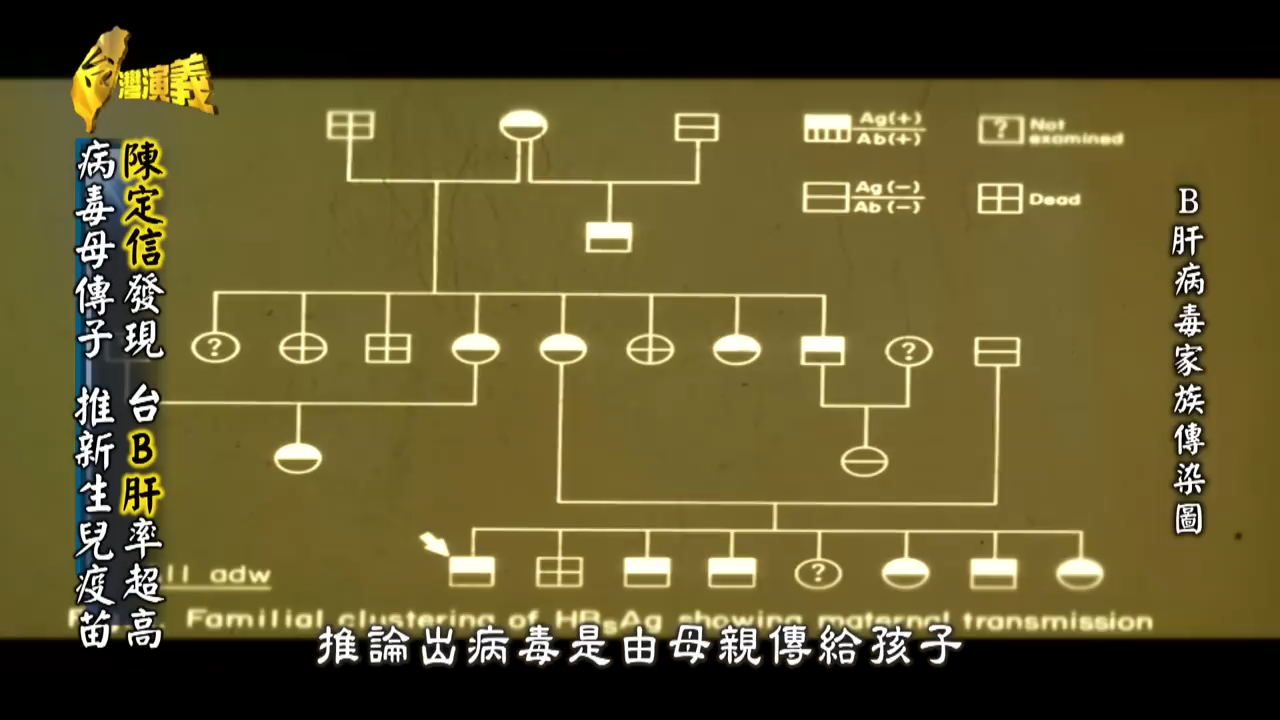 台灣演義
陳定信發現 台B肝率超高
病毒母傳子 推新生兒疫苗
B肝病毒家族傳染圖
Ag(+)
Ab(+)
? Not
examined
Ag(-)
Ab(-)
Dead
?
?
?
adw
Familial clustering of HBsAg showing maternal transmission
推論出病毒是由母親傳給孩子